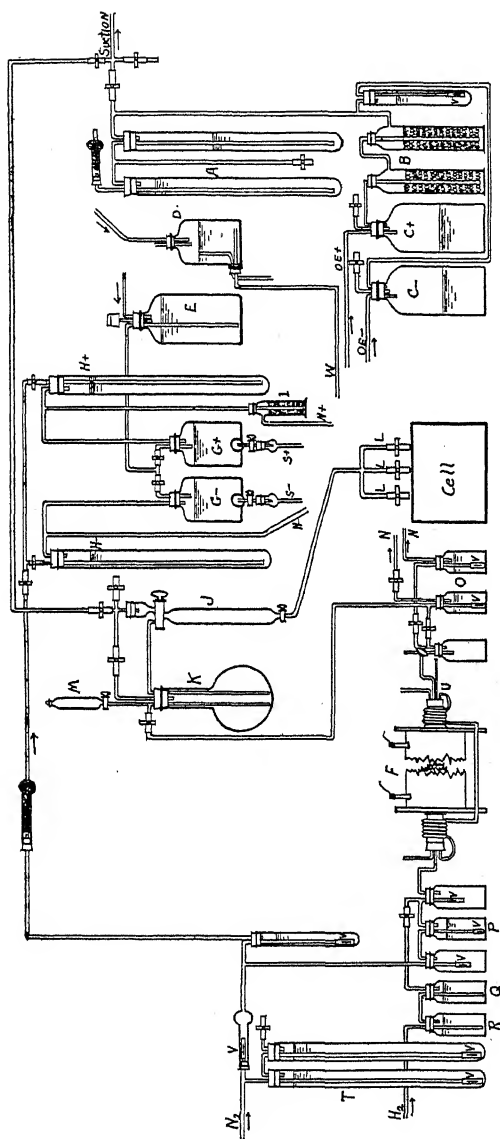 Suction
A
D.
E
H+
H-
M
J
K
G+
G-
I
N+
S+
S-
N
B
V
C+
C-
OE+
OE-
W
L
L
L
Cell
N
N
O
V
V
U
F
V
P
V
V
Q
R
T
V
V
V
V
N₂
H₂